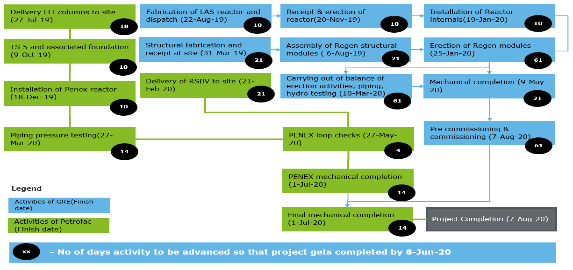 Delivery LLF columns to site
(27-Jul-19)
18
TS 5 and associated foundation
(9-Oct-19)
10
Installation of Penex reactor
(18-Dec-19)
10
Piping pressure testing(27-
Mar-20)
14
Fabrication of LAS reactor and
dispatch (22-Aug-19)
10
Structural fabrication and
receipt at site (31-Mar-19)
21
Delivery of RSDV to site (21-
Feb-20)
21
Receipt & erection of
reactor(20-Nov-19)
10
Assembly of Regen structural
modules ( 6-Aug-19)
21
Carrying out of balance of
erection activities, piping,
hydro testing (10-Mar-20)
61
PENEX loop checks (27-May-
20)
4
PENEX mechanical completion
(1-Jul-20)
14
Final mechanical completion
(1-Jul-20)
14
Installation of Reactor
Internals(19-Jan-20)
10
Erection of Regen modules
(25-Jan-20)
61
Mechanical completion (9-May-
20)
21
Pre commissioning &
commissioning (7-Aug-20)
61
Project Completion (7-Aug-20)
Legend
Activities of GRE(Finish
date)
Activities of Petrofac
(Finish date)
xx
– No of days activity to be advanced so that project gets completed by 8-Jun-20